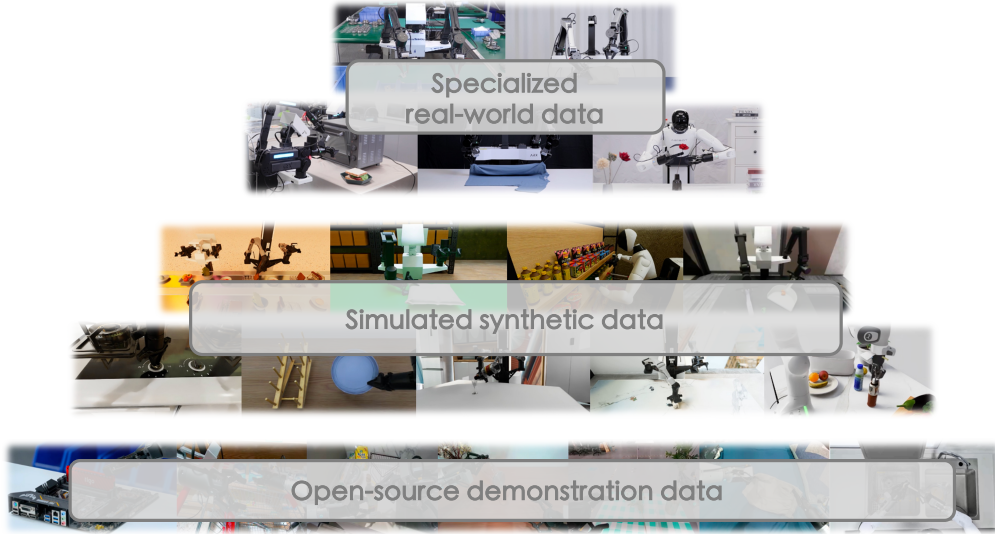 Specialized
real-world data
Simulated synthetic data
Open-source demonstration data